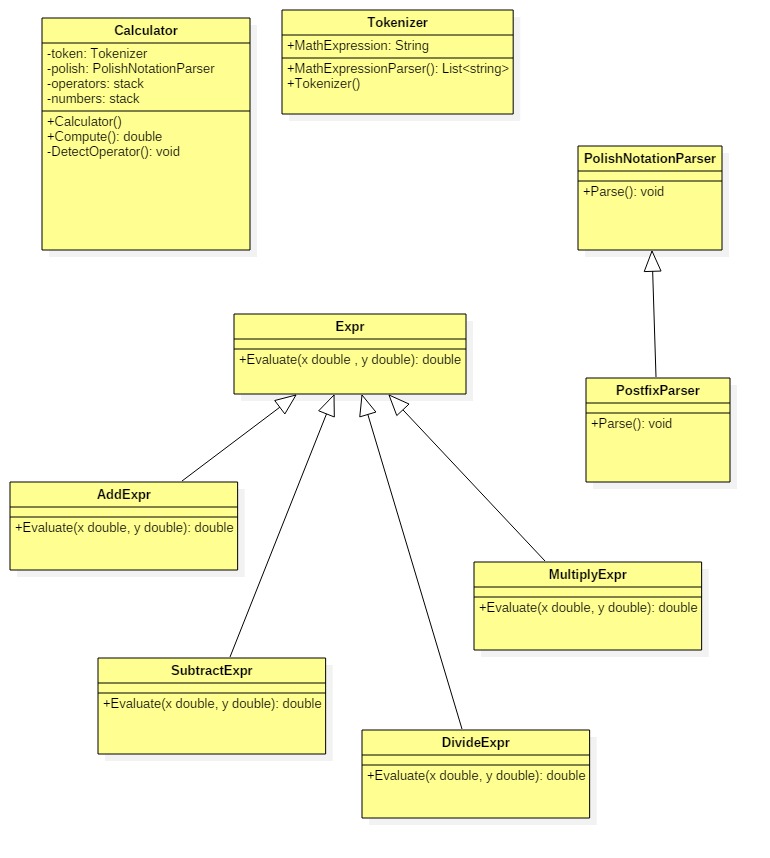 Calculator
-token: Tokenizer
-polish: PolishNotationParser
-operators: stack
-numbers: stack
+Calculator()
+Compute(): double
-DetectOperator(): void
Tokenizer
+MathExpression: String
+MathExpressionParser(): List<string>
+Tokenizer()
PolishNotationParser
+Parse(): void
Expr
+Evaluate(x double , y double): double
PostfixParser
+Parse(): void
AddExpr
+Evaluate(x double, y double): double
MultiplyExpr
+Evaluate(x double, y double): double
SubtractExpr
+Evaluate(x double, y double): double
DivideExpr
+Evaluate(x double, y double): double